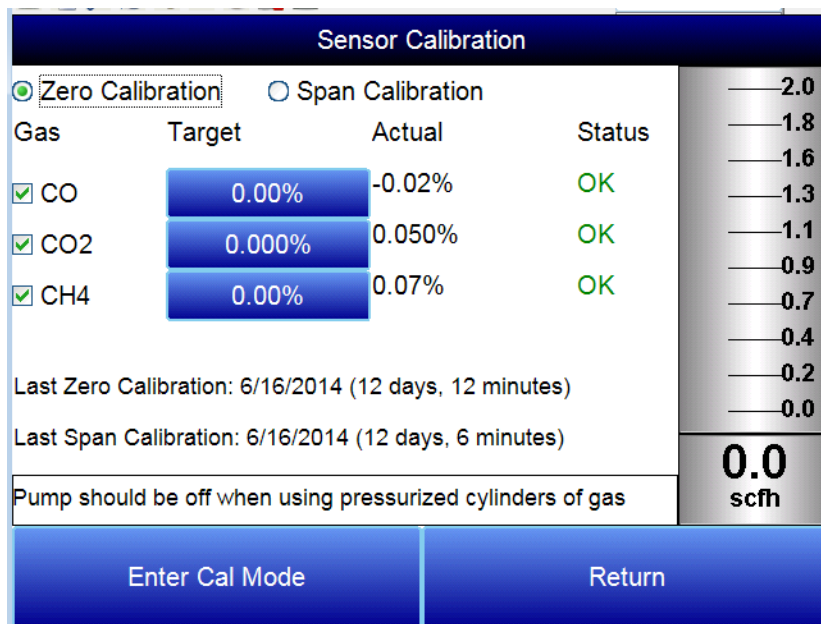 Sensor Calibration
Zero Calibration Span Calibration
Gas Target Actual Status
CO 0.00% -0.02% OK
CO2 0.000% 0.050% OK
CH4 0.00% 0.07% OK
Last Zero Calibration: 6/16/2014 (12 days, 12 minutes)
Last Span Calibration: 6/16/2014 (12 days, 6 minutes)
Pump should be off when using pressurized cylinders of gas
Enter Cal Mode Return
2.0
1.8
1.6
1.3
1.1
0.9
0.7
0.4
0.2
0.0
0.0
scfh